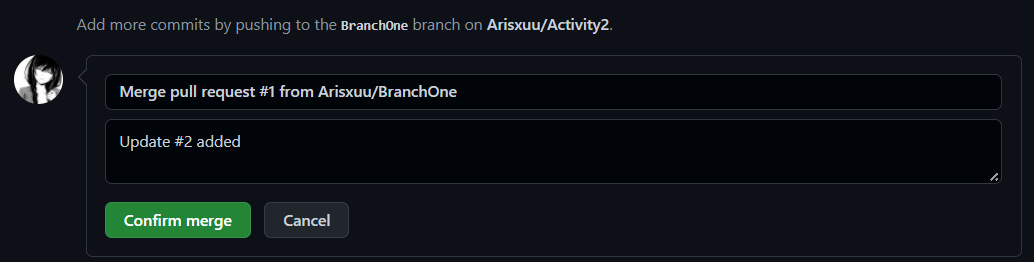 Add more commits by pushing to the BranchOne branch on Arisxuu/Activity2.
Merge pull request #1 from Arisxuu/BranchOne
Update #2 added
Confirm merge
Cancel